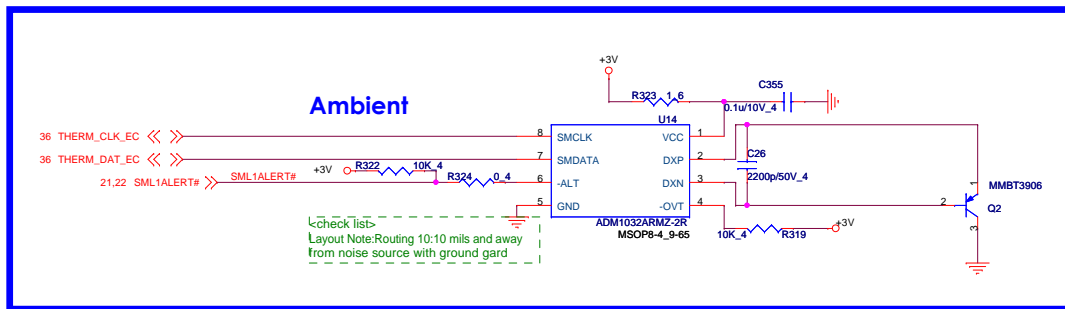 +3V
C355
R323 1_6
0.1u/10V_4
Ambient
U14
36 THERM_CLK_EC
8 SMCLK
VCC 1
36 THERM_DAT_EC
7 SMDATA
DXP 2
C26
2200p/50V_4
+3V
R322 10K_4
21,22 SML1ALERT#
SML1ALERT#
R324 0_4
6 -ALT
DXN 3
1
MMBT3906
2
Q2
3
5 GND
-OVT 4
+3V
ADM1032ARMZ-2R
MSOP8-4_9-65
10K_4 R319
<check list>
Layout Note:Routing 10:10 mils and away
from noise source with ground gard